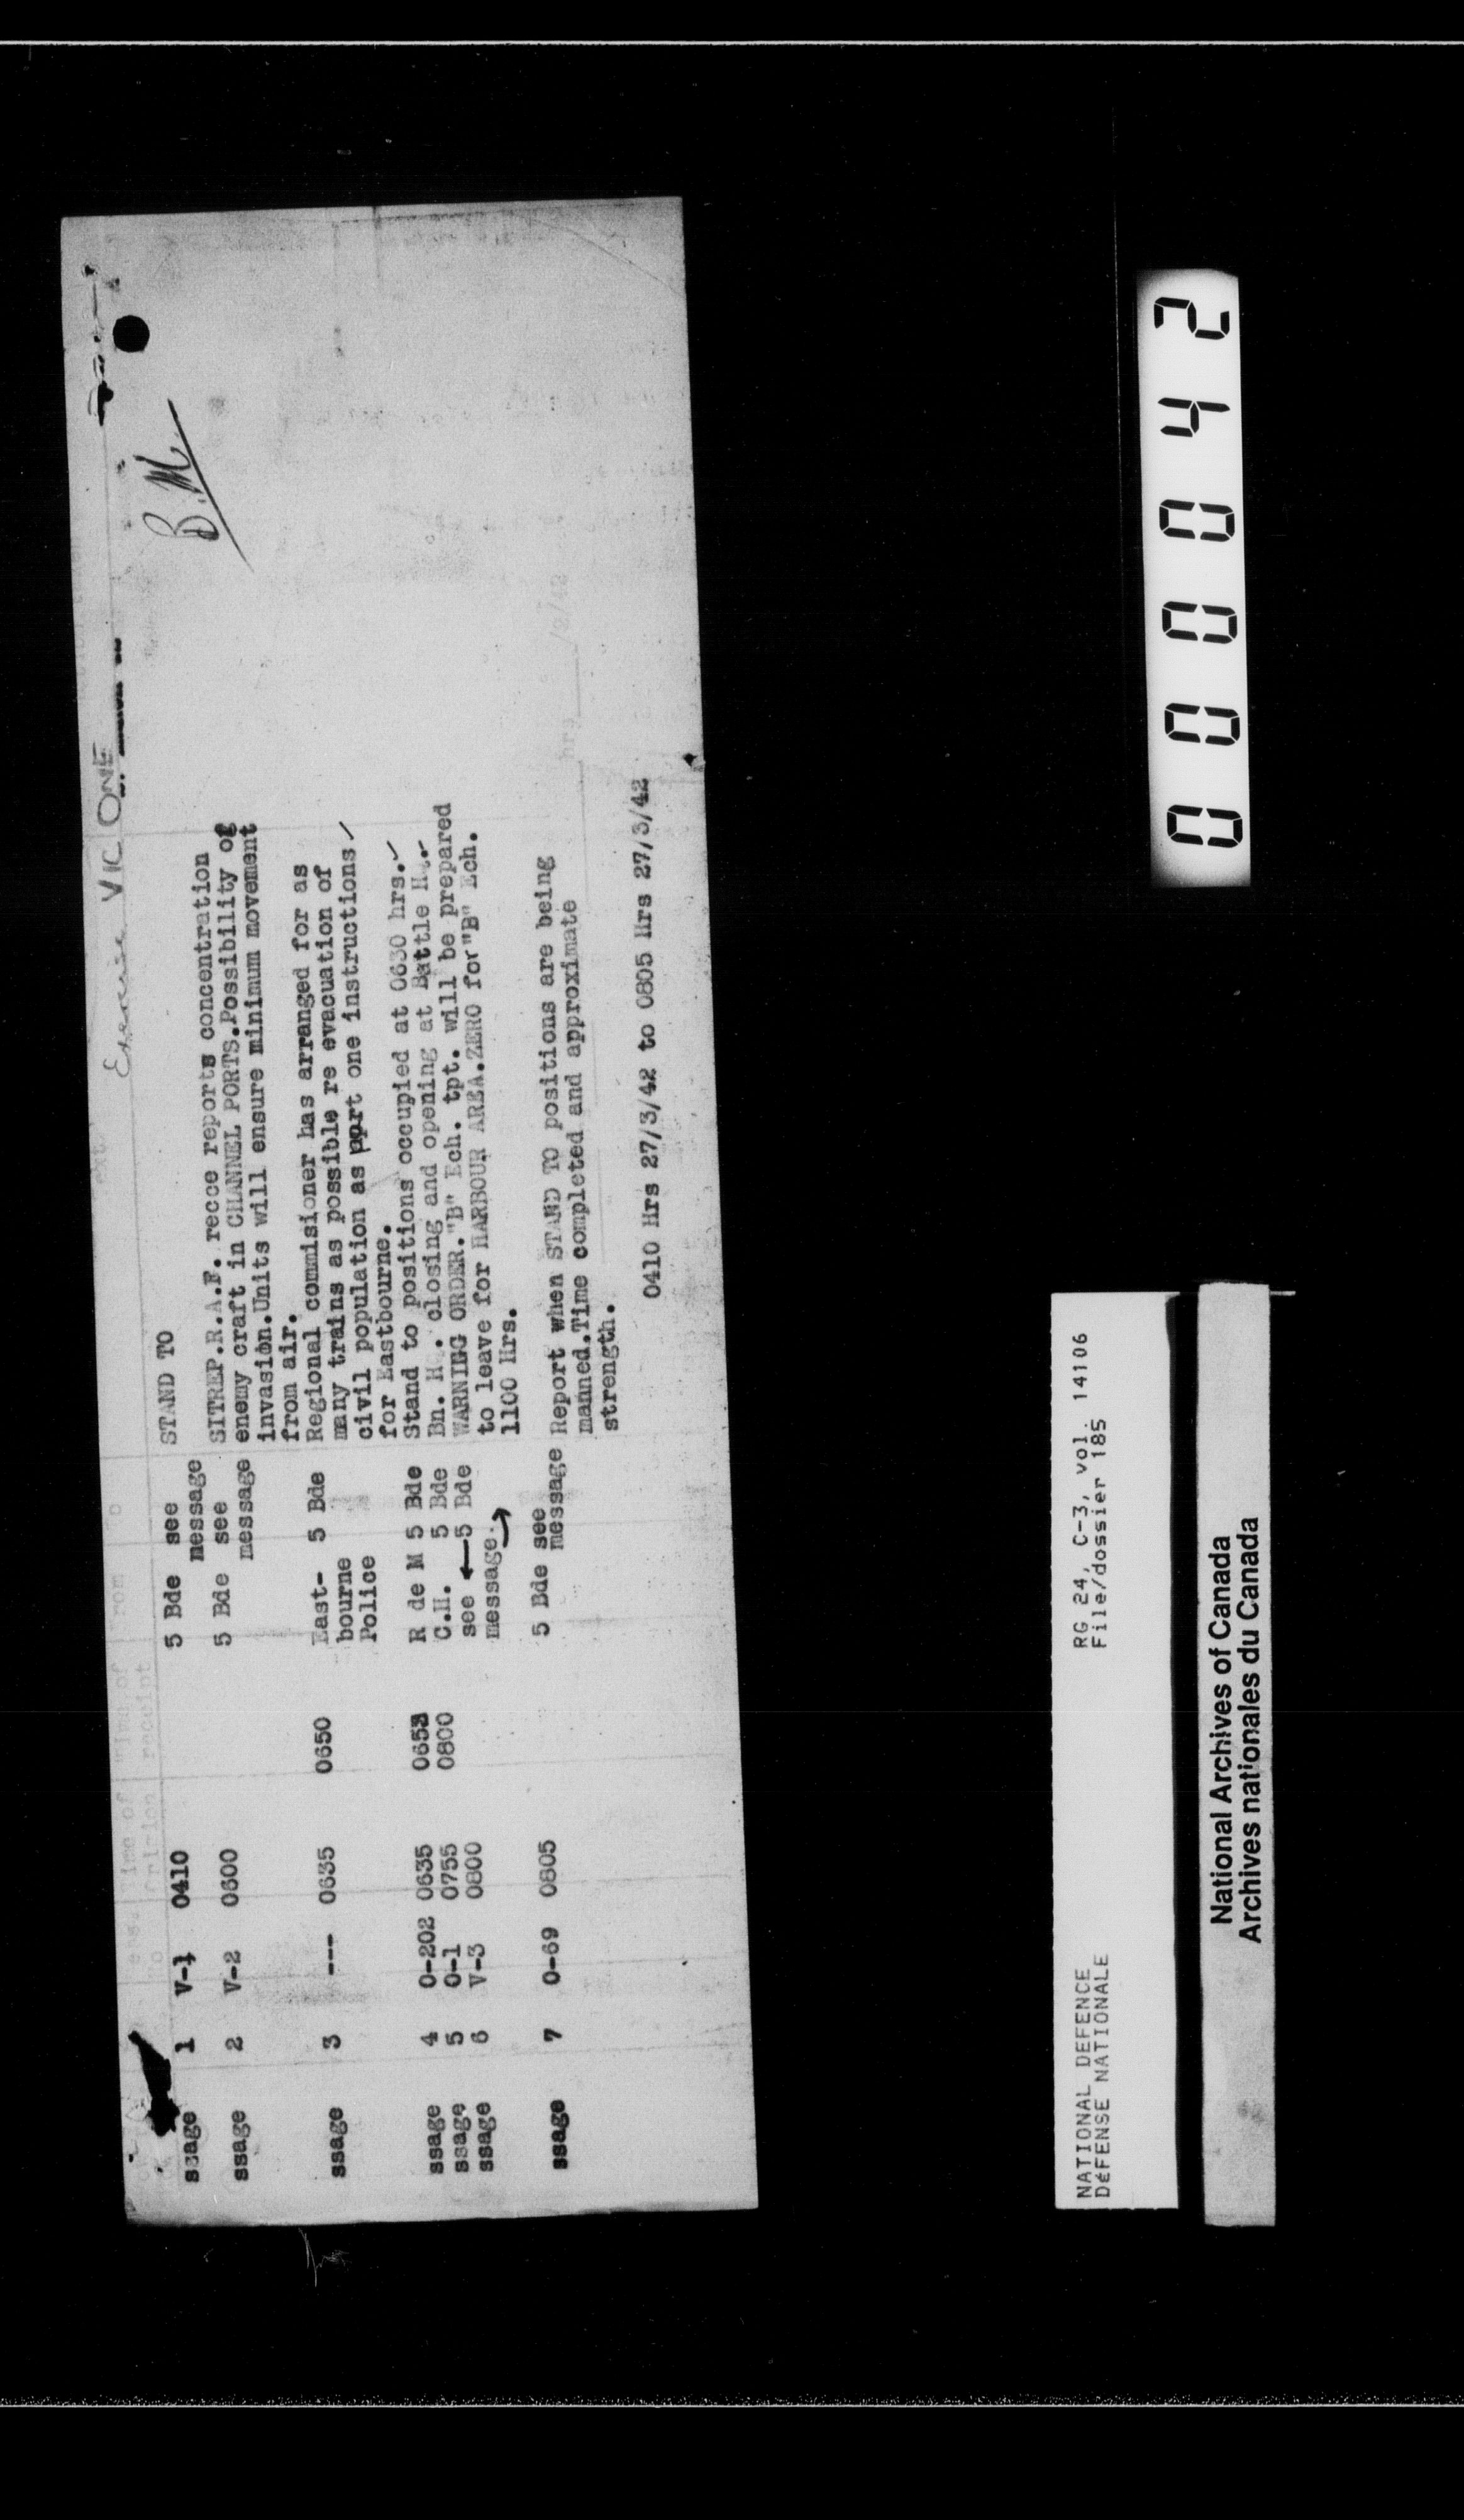 Exercise VIC ONE
B.M.
ssage 1 V-1 0410 5 Bde see STAND TO
message
ssage 2 V-2 0600 5 Bde see SITREP.R.A.F. recce reports concentration
message enemy craft in CHANNEL PORTS.Possibility of
invasion.Units will ensure minimum movement
from air.
ssage 3 --- 0635 0650 East- 5 Bde Regional commisioner has arranged for as
bourne many trains as possible re evacuation of
Police civil population as part one instructions ✓
for Eastbourne.
ssage 4 0-202 0635 0653 R de M 5 Bde Stand to positions occupied at 0630 hrs.✓
ssage 5 0-1 0755 0800 C.H. 5 Bde Bn. H . closing and opening at Battle H .
ssage 6 V-3 0800 see ←5 Bde WARNING ORDER."B" Ech. tpt. will be prepared
message. to leave for HARBOUR AREA.ZERO for "B" Ech.
1100 Hrs.
ssage 7 0-69 0805 5 Bde see Report when STAND TO positions are being
message manned.Time completed and approximate
strength.
0410 Hrs 27/3/42 to 0805 Hrs 27/3/42
NATIONAL DEFENCE RG 24, C-3, vol. 14106
DéFENSE NATIONALE File/dossier 185
National Archives of Canada
Archives nationales du Canada
000042